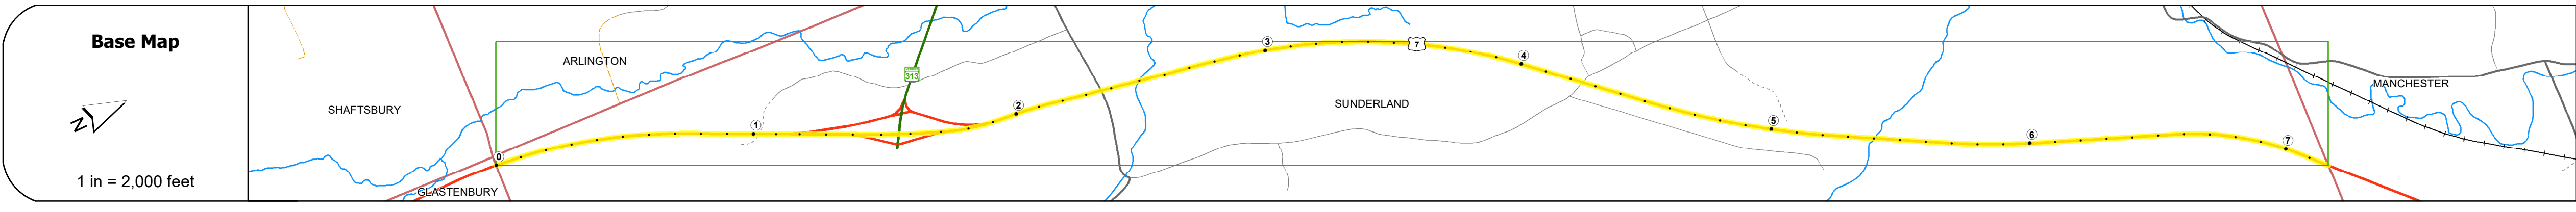 Base Map
N
1 in = 2,000 feet
SHAFTSBURY
ARLINGTON
GLASTENBURY
0
1
313
2
3
7
SUNDERLAND
4
5
6
7
MANCHESTER